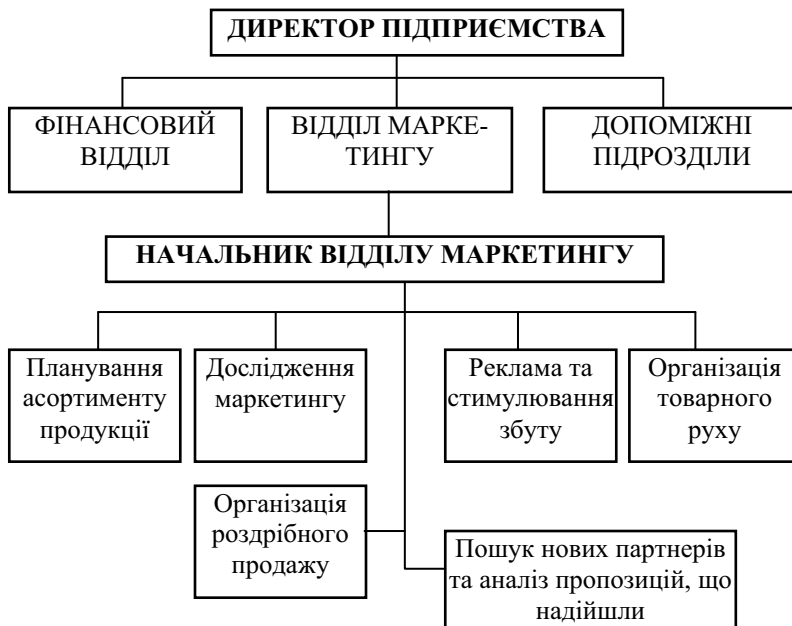 ДИРЕКТОР ПІДПРИЄМСТВА
ФІНАНСОВИЙ
ВІДДІЛ
ВІДДІЛ МАРКЕ-
ТИНГУ
ДОПОМІЖНІ
ПІДРОЗДІЛИ
НАЧАЛЬНИК ВІДДІЛУ МАРКЕТИНГУ
Планування
асортименту
продукції
Дослідження
маркетингу
Реклама та
стимулювання
збуту
Організація
товарного
руху
Організація
роздрібного
продажу
Пошук нових партнерів
та аналіз пропозицій, що
надійшли